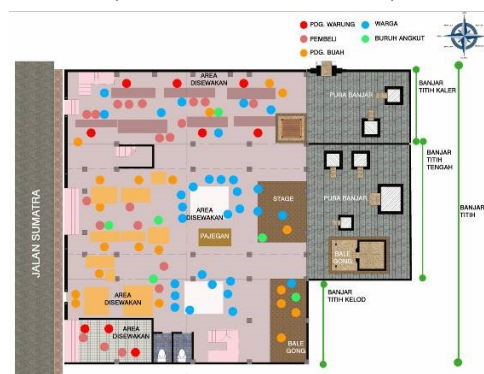 PDG. WARUNG
WARGA
PEMBELI
BURUH ANGKUT
PDG. BUAH
AREA
DISEWAKAN
PURA BANJAR
BANJAR
TITIH KALER
BANJAR
TITIH
TENGAH
BANJAR
TITIH
JALAN SUMATRA
AREA
DISEWAKAN
STAGE
PURA BANJAR
PAJEGAN
BALE
GONG
AREA
DISEWAKAN
BANJAR
TITIH KELOD
AREA
DISEWAKAN
BALE
GONG